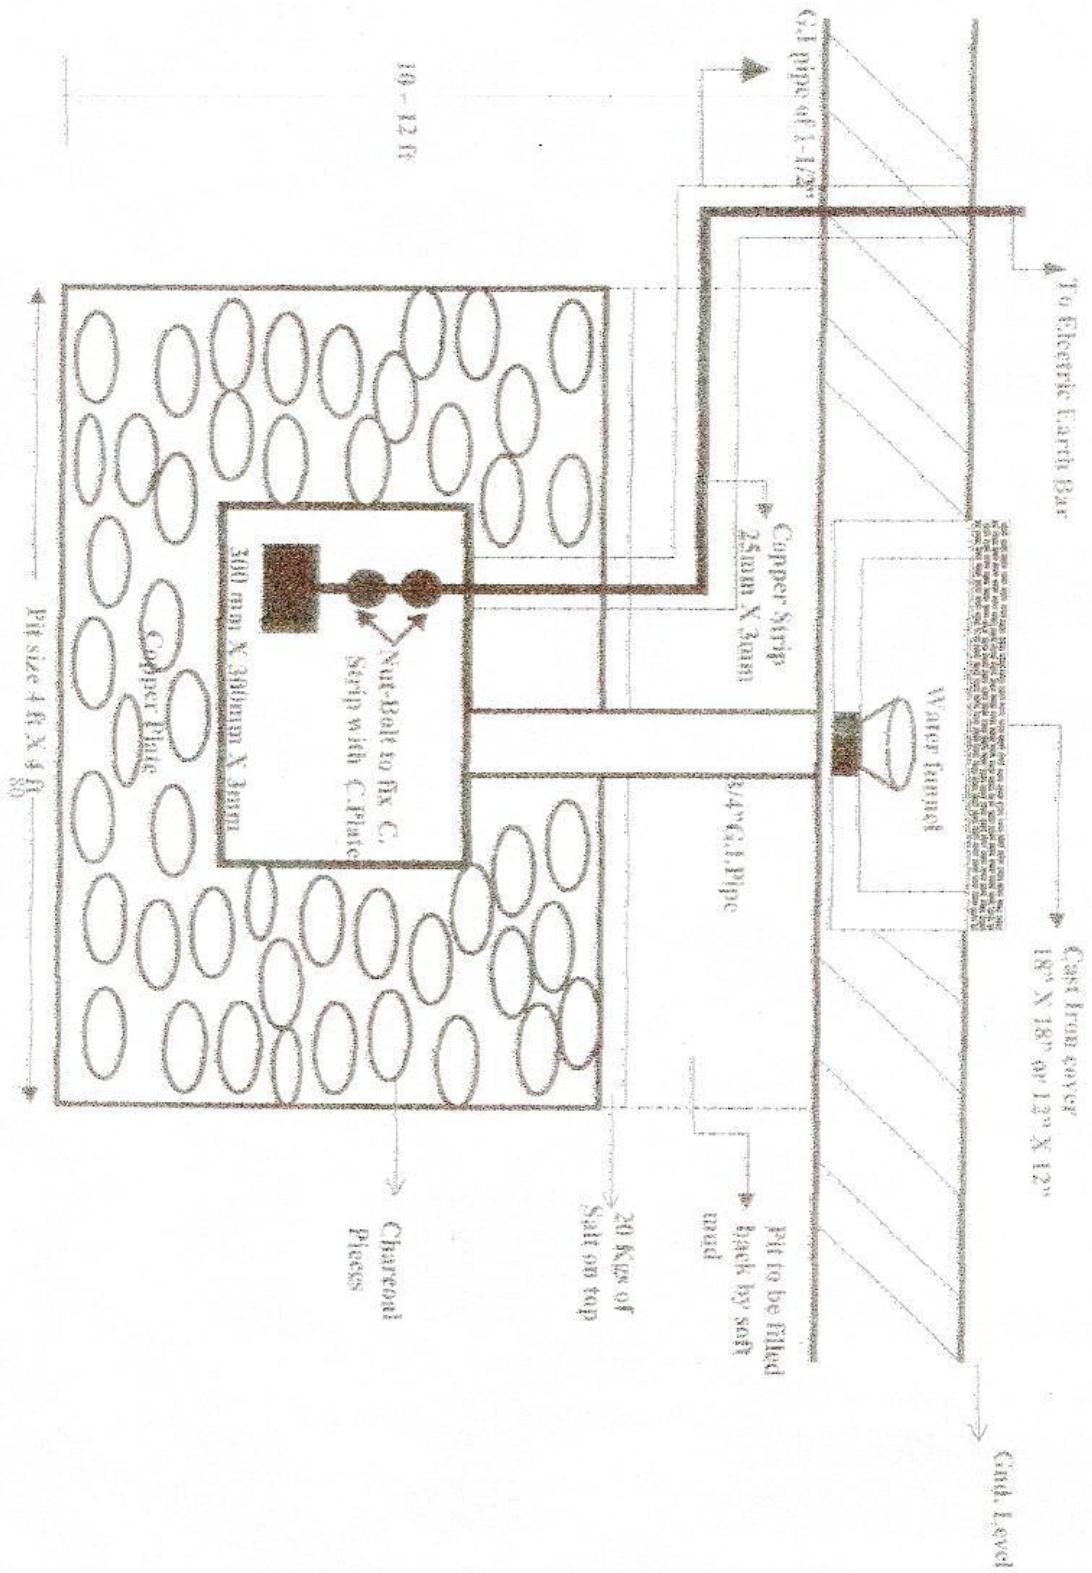 To Electric Earth Bar
Cast Iron cover
18" X 18" or 12" X 12"
Gnd. Level
G.I pipe of 1-1/2"
Water funnel
Copper Strip
25mm X 3mm
3/4" G.I.Pipe
Pit to be filled
back by soft
mud
10 - 12 ft
20 Kgs of
Salt on top
Nut-Bolt to fix C.
Strip with C.Plate
Charcoal
Pieces
300 mm X 300mm X 3mm
Copper Plate
Pit size 4 ft X 4 ft